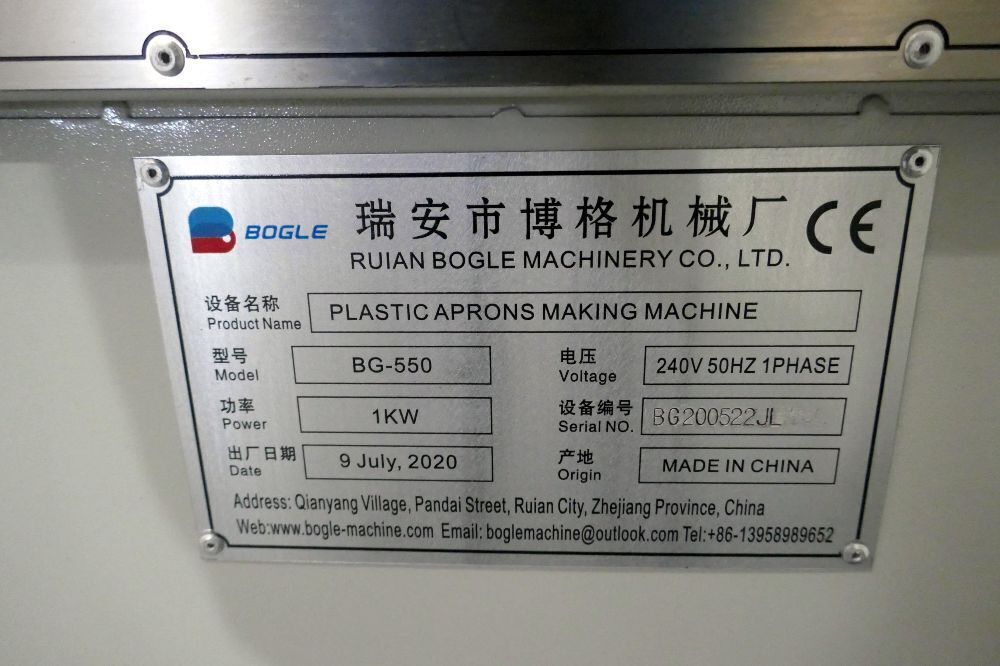 BOGLE 瑞安市博格机械厂 CE
RUIAN BOGLE MACHINERY CO., LTD.
设备名称
Product Name PLASTIC APRONS MAKING MACHINE
型号 电压
Model BG-550 Voltage 240V 50HZ 1PHASE
功率 设备编号
Power 1KW Serial NO. BG200522JL
出厂日期 产地
Date 9 July, 2020 Origin MADE IN CHINA
Address: Qianyang Village, Pandai Street, Ruian City, Zhejiang Province, China
Web:www.bogle-machine.com Email: boglemachine@outlook.com Tel:+86-13958989652